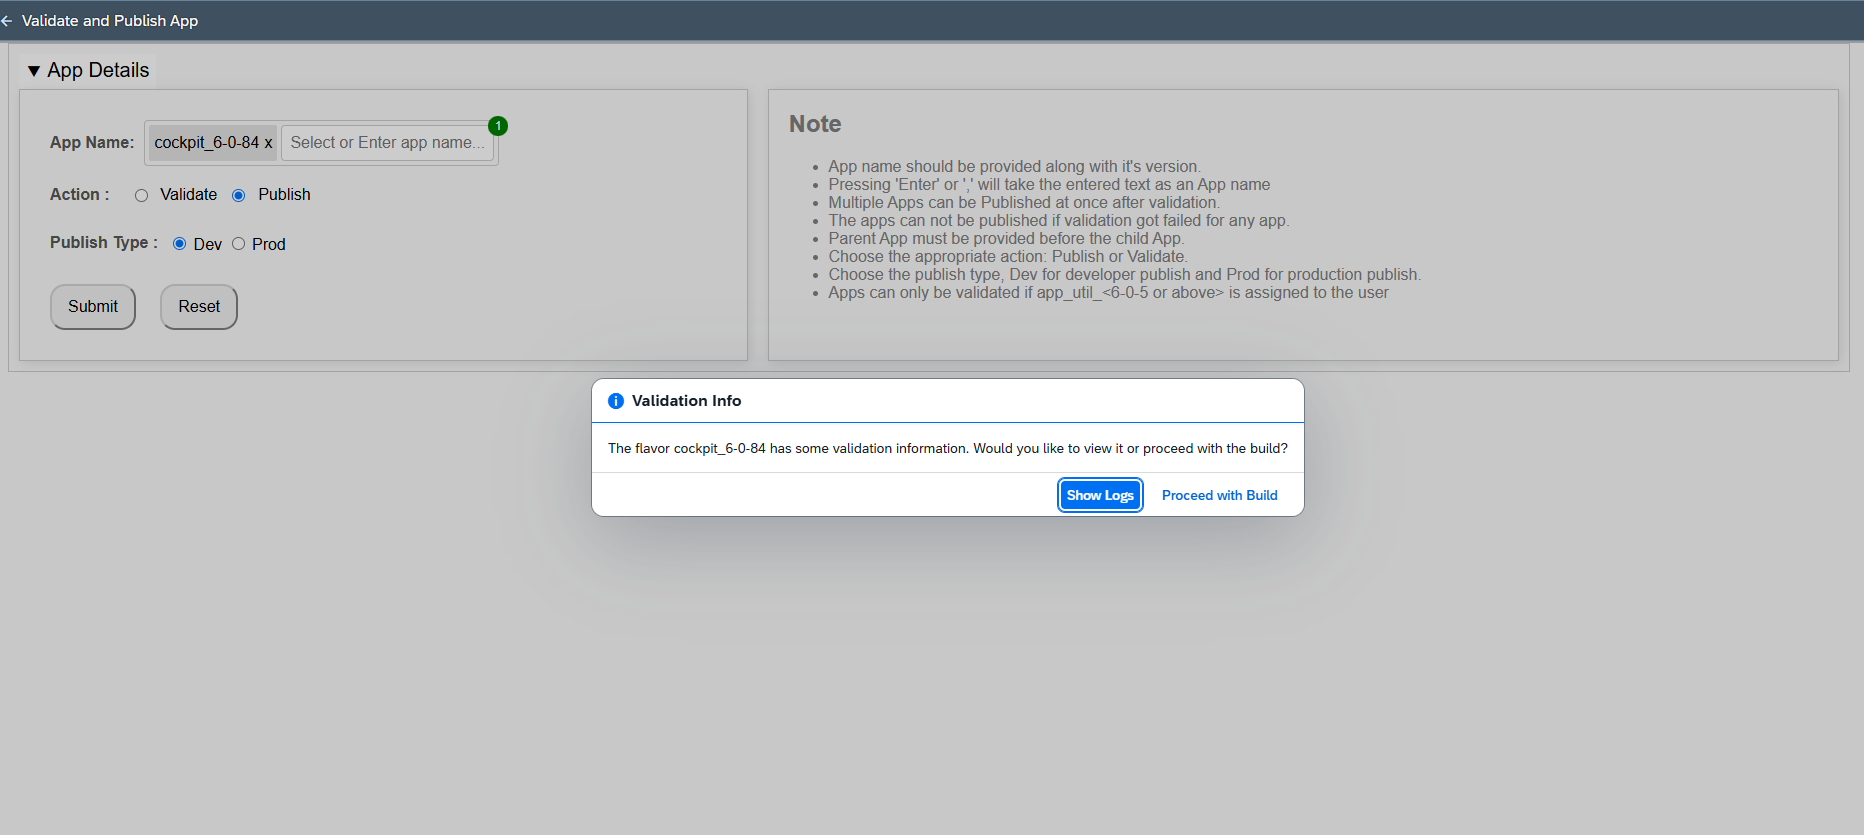 Validate and Publish App
▼ App Details
App Name: cockpit_6-0-84 x Select or Enter app name... 1
Action : Validate Publish
Publish Type : Dev Prod
Submit Reset
Note
• App name should be provided along with it's version.
• Pressing 'Enter' or ',' will take the entered text as an App name
• Multiple Apps can be Published at once after validation.
• The apps can not be published if validation got failed for any app.
• Parent App must be provided before the child App.
• Choose the appropriate action: Publish or Validate.
• Choose the publish type, Dev for developer publish and Prod for production publish.
• Apps can only be validated if app_util_<6-0-5 or above> is assigned to the user
Validation Info
The flavor cockpit_6-0-84 has some validation information. Would you like to view it or proceed with the build?
Show Logs Proceed with Build